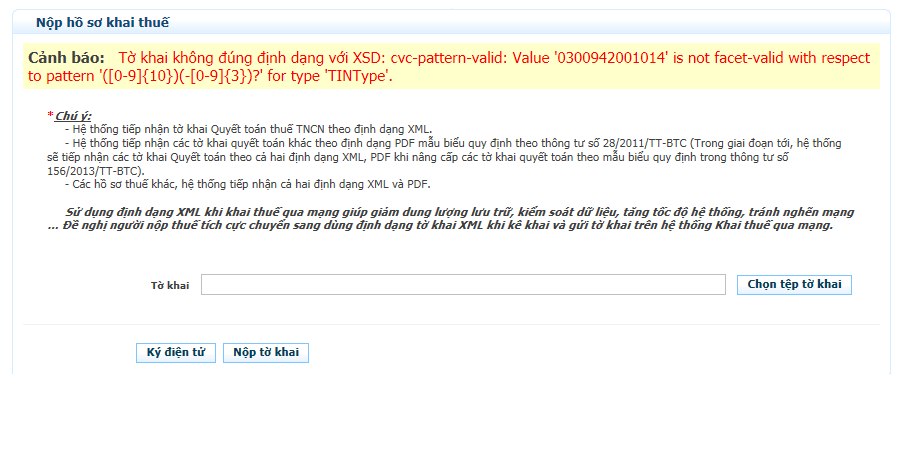 Nộp hồ sơ khai thuế
Cảnh báo: Tờ khai không đúng định dạng với XSD: cvc-pattern-valid: Value '0300942001014' is not facet-valid with respect
to pattern '([0-9]{10})(-[0-9]{3})?' for type 'TINType'.
*Chú ý:
- Hệ thống tiếp nhận tờ khai Quyết toán thuế TNCN theo định dạng XML.
- Hệ thống tiếp nhận các tờ khai quyết toán khác theo định dạng PDF mẫu biểu quy định theo thông tư số 28/2011/TT-BTC (Trong giai đoạn tới, hệ thống
sẽ tiếp nhận các tờ khai Quyết toán theo cả hai định dạng XML, PDF khi nâng cấp các tờ khai quyết toán theo mẫu biểu quy định trong thông tư số
156/2013/TT-BTC).
- Các hồ sơ thuế khác, hệ thống tiếp nhận cả hai định dạng XML và PDF.
Sử dụng định dạng XML khi khai thuế qua mạng giúp giảm dung lượng lưu trữ, kiểm soát dữ liệu, tăng tốc độ hệ thống, tránh nghẽn mạng
... Đề nghị người nộp thuế tích cực chuyển sang dùng định dạng tờ khai XML khi kê khai và gửi tờ khai trên hệ thống Khai thuế qua mạng.
Tờ khai
Chọn tệp tờ khai
Ký điện tử
Nộp tờ khai